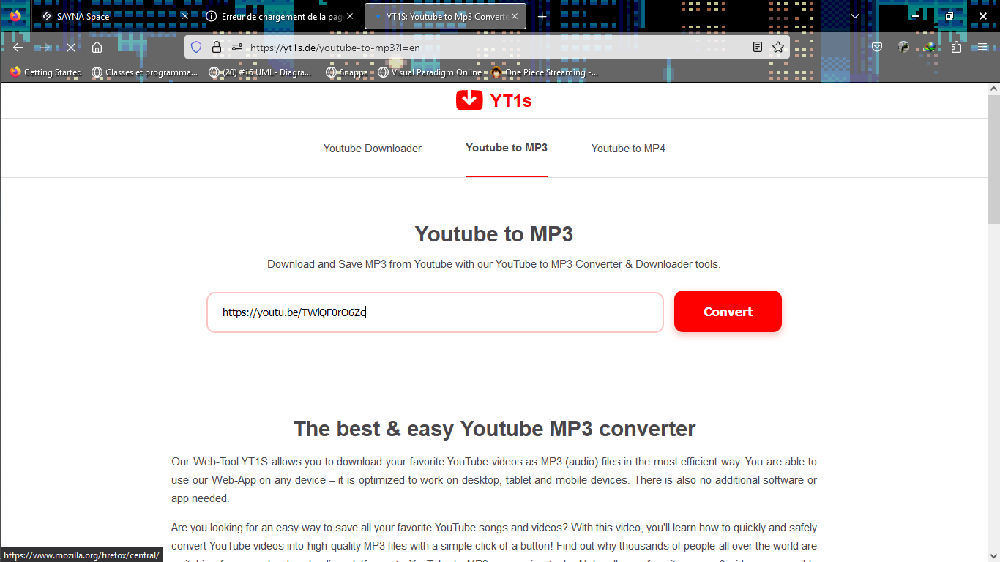 SAYNA Space
Erreur de chargement de la pag
YT1S: Youtube to Mp3 Converte
https://yt1s.de/youtube-to-mp3?l=en
Getting Started
Classes et programma...
(20) #15 UML - Diagra...
Snappa
Visual Paradigm Online
One Piece Streaming -...
YT1s
Youtube Downloader
Youtube to MP3
Youtube to MP4
Youtube to MP3
Download and Save MP3 from Youtube with our YouTube to MP3 Converter & Downloader tools.
https://youtu.be/TWlQF0rO6Zc
Convert
The best & easy Youtube MP3 converter
Our Web-Tool YT1S allows you to download your favorite YouTube videos as MP3 (audio) files in the most efficient way. You are able to
use our Web-App on any device – it is optimized to work on desktop, tablet and mobile devices. There is also no additional software or
app needed.
Are you looking for an easy way to save all your favorite YouTube songs and videos? With this video, you'll learn how to quickly and safely
convert YouTube videos into high-quality MP3 files with a simple click of a button! Find out why thousands of people all over the world are
https://www.mozilla.org/firefox/central/